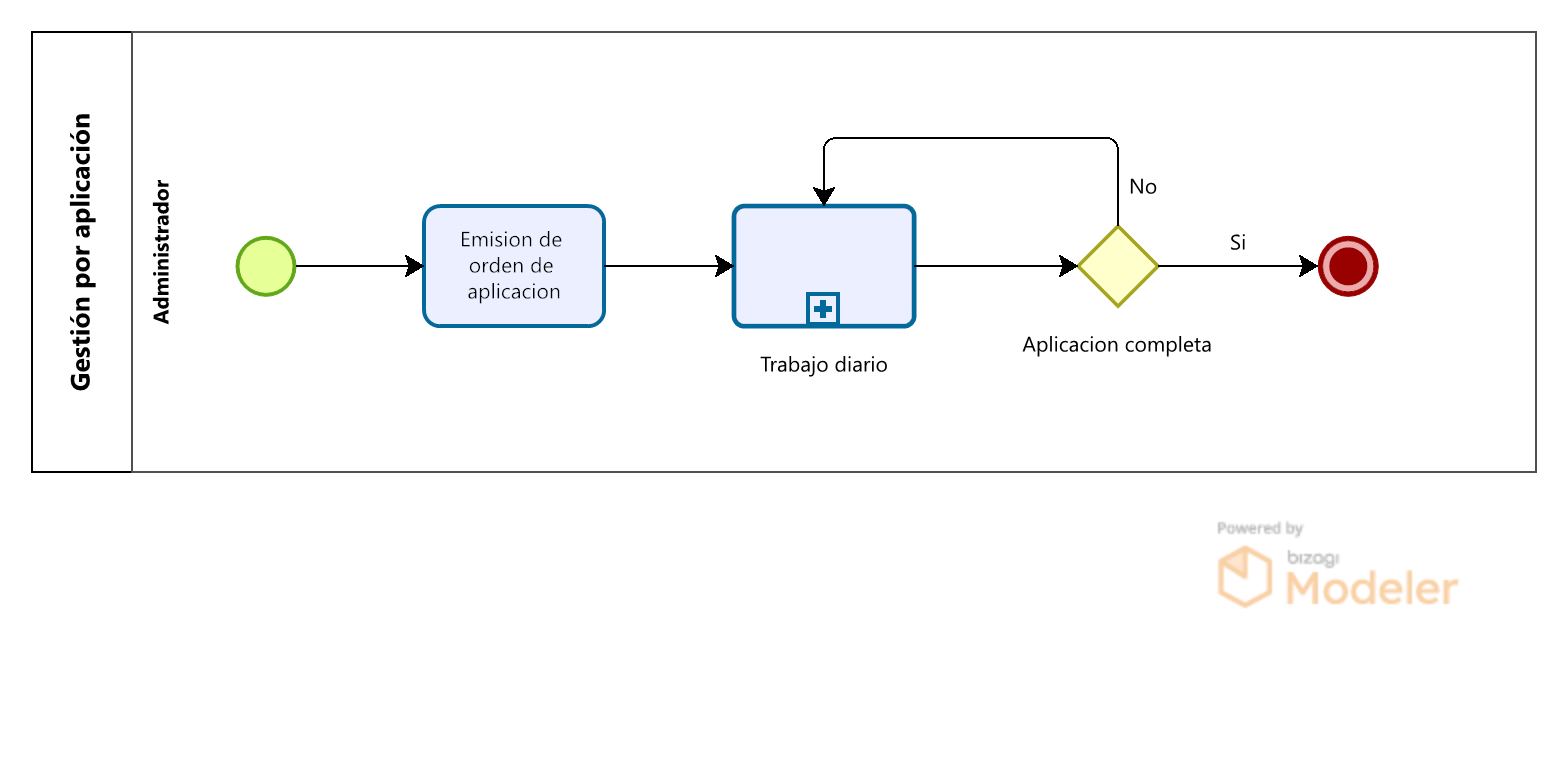 Gestión por aplicación
Administrador
Emision de
orden de
aplicacion
Trabajo diario
No
Aplicacion completa
Si
Powered by
bizagi
Modeler